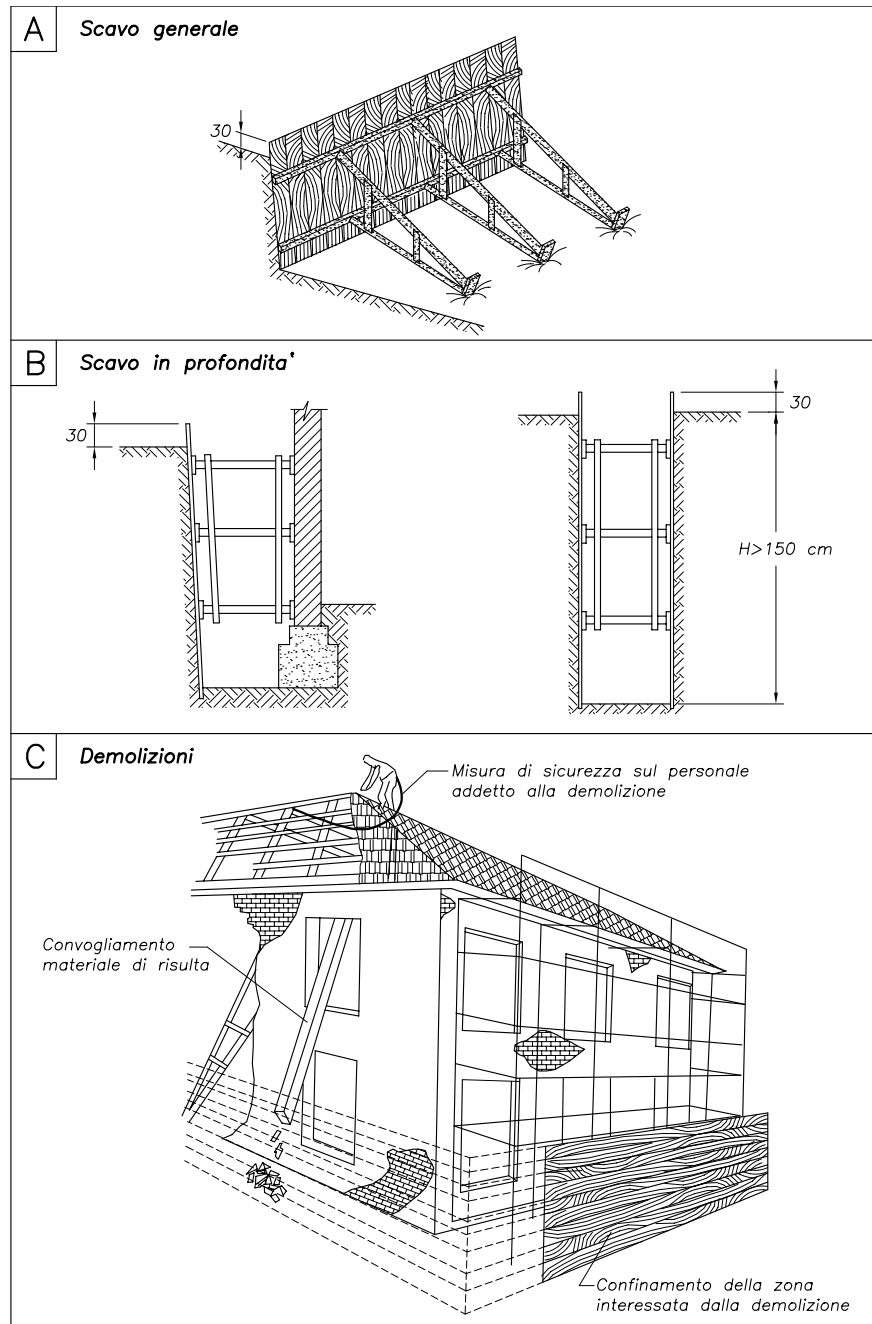 A
Scavo generale
30
B
Scavo in profondita'
30
30
H>150 cm
C
Demolizioni
Misura di sicurezza sul personale
addetto alla demolizione
Convogliamento
materiale di risulta
Confinamento della zona
interessata dalla demolizione